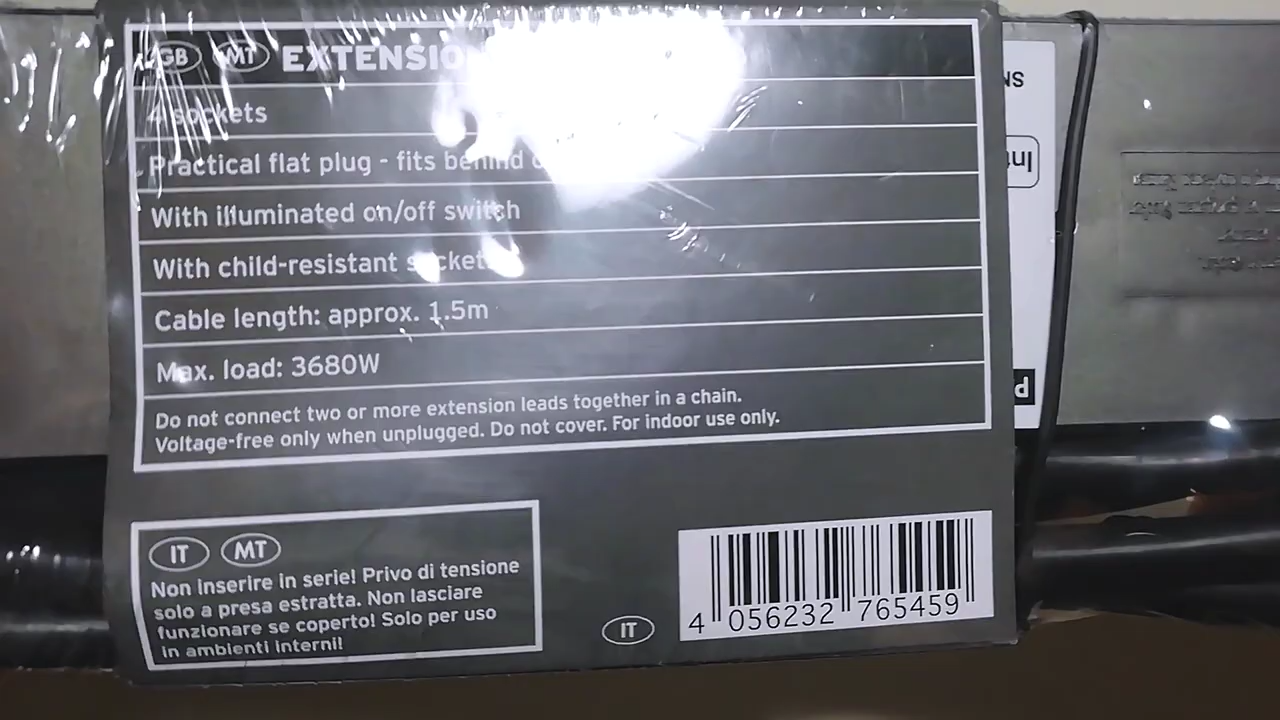 GB MT
4 sockets
Practical flat plug - fits behind
With illuminated on/off switch
With child-resistant sockets
Cable length: approx. 1.5m
Max. load: 3680W
Do not connect two or more extension leads together in a chain.
Voltage-free only when unplugged. Do not cover. For indoor use only.
IT MT
Non inserire in serie! Privo di tensione
solo a presa estratta. Non lasciare
funzionare se coperto! Solo per uso
in ambienti interni!
IT
4 056232 765459